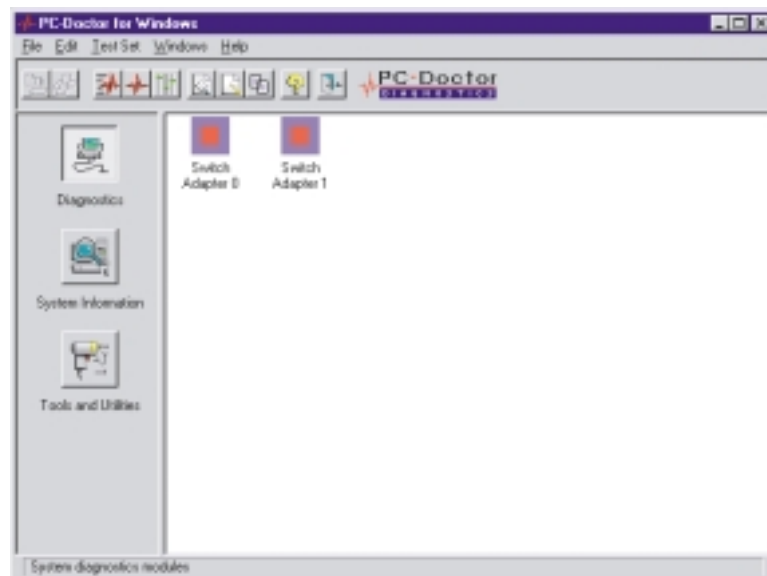 PC-Doctor for Windows
File Edit Test Set Windows Help
PC-Doctor
DIAGNOSTICS
Switch
Adapter 0
Switch
Adapter 1
Diagnostics
System Information
Tools and Utilities
System diagnostics modules